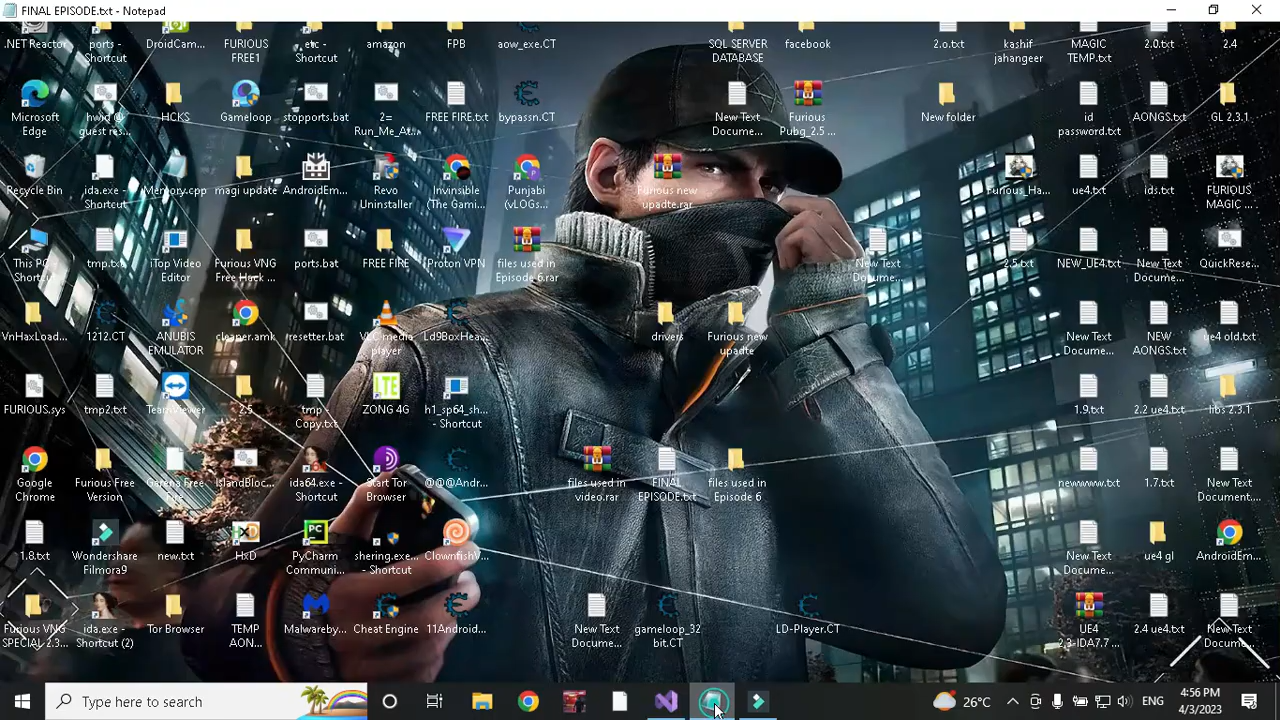 FINAL EPISODE.txt - Notepad
.NET Reactor
ports - Shortcut
DroidCam...
FURIOUS FREE1
etc - Shortcut
amazon
FPB
aow_exe.CT
SQL SERVER DATABASE
facebook
2.o.txt
kashif jahangeer
MAGIC TEMP.txt
2.0.txt
2.4
Microsoft Edge
HCKS
Gameloop
stopports.bat
2= Run_Me_At...
FREE FIRE.txt
bypassn.CT
New Text Docume...
Furious Pubg_2.5 ...
New folder
id password.txt
AONGS.txt
GL 2.3.1
Recycle Bin
ida.exe - Shortcut
Memory.cpp
magi update
AndroidEm...
Revo Uninstaller
Invinsible (The Gami...
Punjabi (vLOGs...
Furious new upadte.rar
Furious_Ha...
ue4.txt
ids.txt
FURIOUS MAGIC ...
This PC - Shortcut
tmp.txt
iTop Video Editor
Furious VNG Free Hack ...
ports.bat
FREE FIRE
Proton VPN
files used in Episode 6.rar
New Text Docume...
2.5.txt
NEW_UE4.txt
New Text Docume...
QuickRese...
VnHaxLoad...
1212.CT
ANUBIS EMULATOR
cleaner.amk
resetter.bat
VLC media player
Ld9BoxHea...
drivers
Furious new upadte
New Text Docume...
NEW AONGS.txt
ue4 old.txt
FURIOUS.sys
tmp2.txt
TeamViewer
2.5
tmp - Copy.txt
ZONG 4G
h1_sp64_sh... - Shortcut
1.9.txt
2.2 ue4.txt
libs 2.3.1
Google Chrome
Furious Free Version
Garena Free
IslandBloc...
ida64.exe - Shortcut
Start Tor Browser
@@@Andr...
files used in video.rar
FINAL EPISODE.txt
files used in Episode 6
newwww.txt
1.7.txt
New Text Document...
1.8.txt
Wondershare Filmora9
new.txt
HxD
PyCharm Communi...
shering.exe... - Shortcut
ClownfishV...
New Text Docume...
ue4 gl
AndroidEm...
Furious VNG SPECIAL 2.3...
ida.exe - Shortcut (2)
Tor Browser
TEMP AON...
Malwareby...
Cheat Engine
11Android...
New Text Docume...
gameloop_32 bit.CT
LD-Player.CT
UE4 2.3-IDA7.7 ...
2.4 ue4.txt
New Text Docume...
Type here to search
26°C
ENG
4:56 PM
4/3/2023